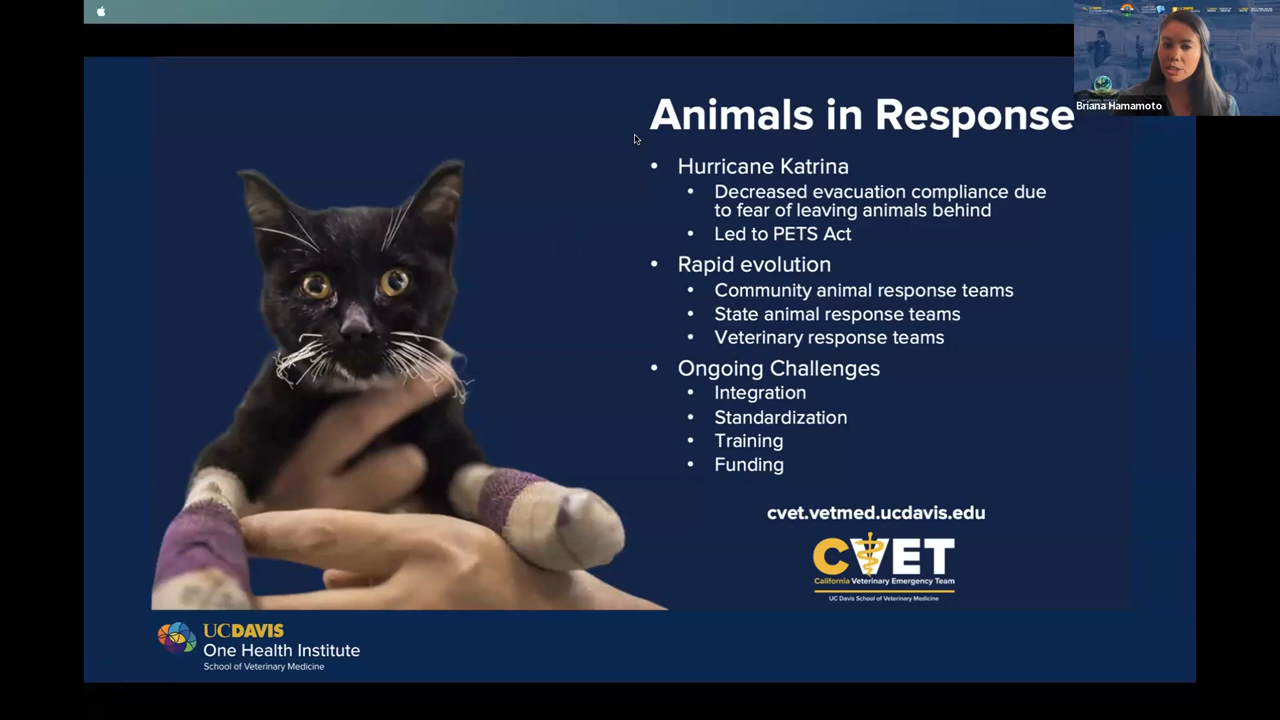 Animals in Response
• Hurricane Katrina
• Decreased evacuation compliance due
to fear of leaving animals behind
• Led to PETS Act
• Rapid evolution
• Community animal response teams
• State animal response teams
• Veterinary response teams
• Ongoing Challenges
• Integration
• Standardization
• Training
• Funding
cvet.vetmed.ucdavis.edu
CVET
California Veterinary Emergency Team
UC Davis School of Veterinary Medicine
UCDAVIS
One Health Institute
School of Veterinary Medicine
Briana Hamamoto